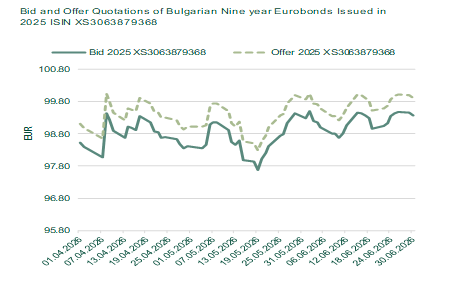 Bid and Offer Quotations of Bulgarian Nine year Eurobonds Issued in
2025 ISIN XS3063879368
Bid 2025 XS3063879368 Offer 2025 XS3063879368
100.80
99.80
98.80
97.80
96.80
95.80
EUR
01.04.2026 07.04.2026 13.04.2026 19.04.2026 25.04.2026 01.05.2026 07.05.2026 13.05.2026 19.05.2026 25.05.2026 31.05.2026 06.06.2026 12.06.2026 18.06.2026 24.06.2026 30.06.2026